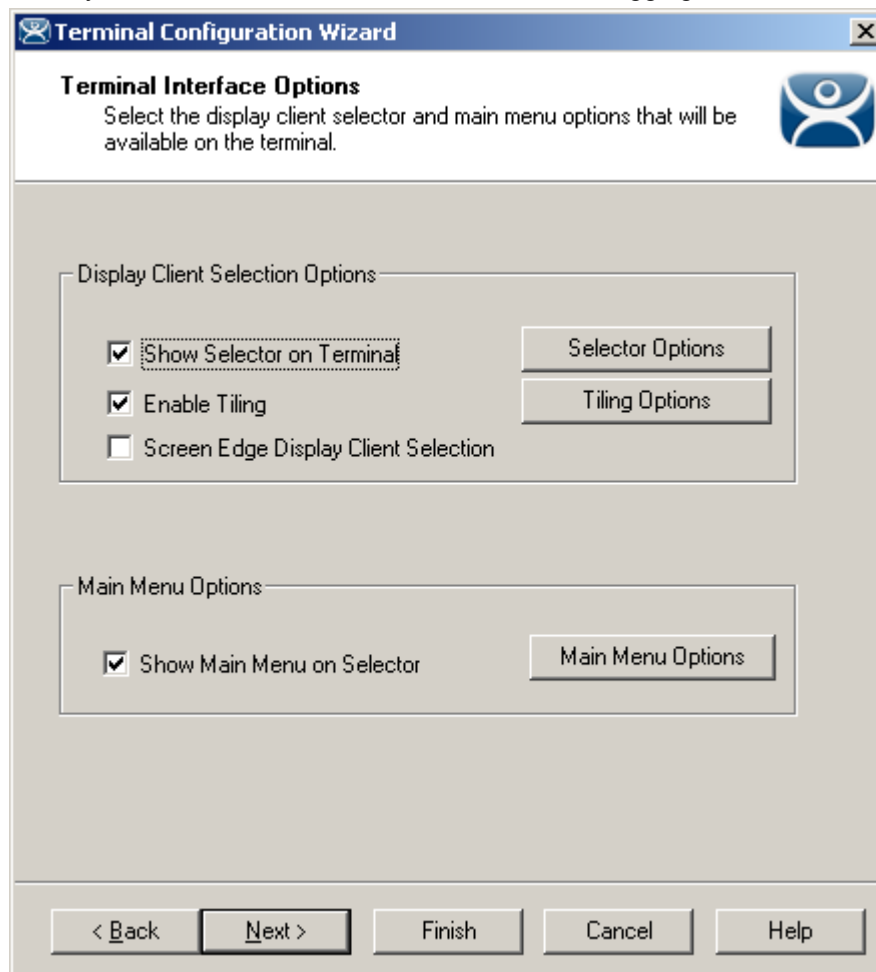 Terminal Configuration Wizard
Terminal Interface Options
Select the display client selector and main menu options that will be
available on the terminal.
Display Client Selection Options
Show Selector on Terminal
Selector Options
Enable Tiling
Tiling Options
Screen Edge Display Client Selection
Main Menu Options
Show Main Menu on Selector
Main Menu Options
< Back
Next >
Finish
Cancel
Help